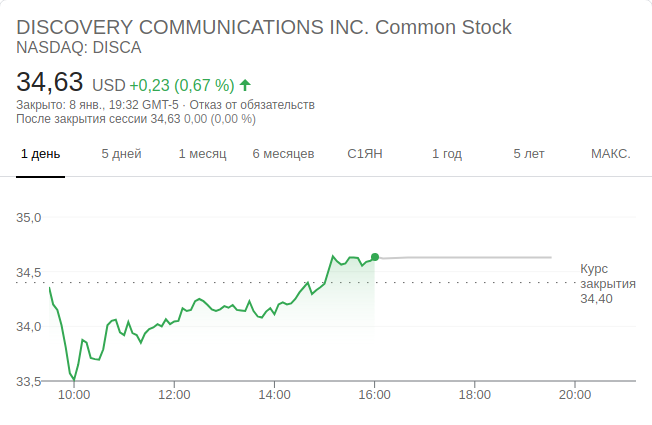 DISCOVERY COMMUNICATIONS INC. Common Stock
NASDAQ: DISCA
34,63 USD +0,23 (0,67 %)
Закрыто: 8 янв., 19:32 GMT-5 · Отказ от обязательств
После закрытия сессии 34,63 0,00 (0,00 %)
1 день 5 дней 1 месяц 6 месяцев С1ЯН 1 год 5 лет МАКС.
35,0
34,5
34,0
33,5
Курс
закрытия
34,40
10:00 12:00 14:00 16:00 18:00 20:00